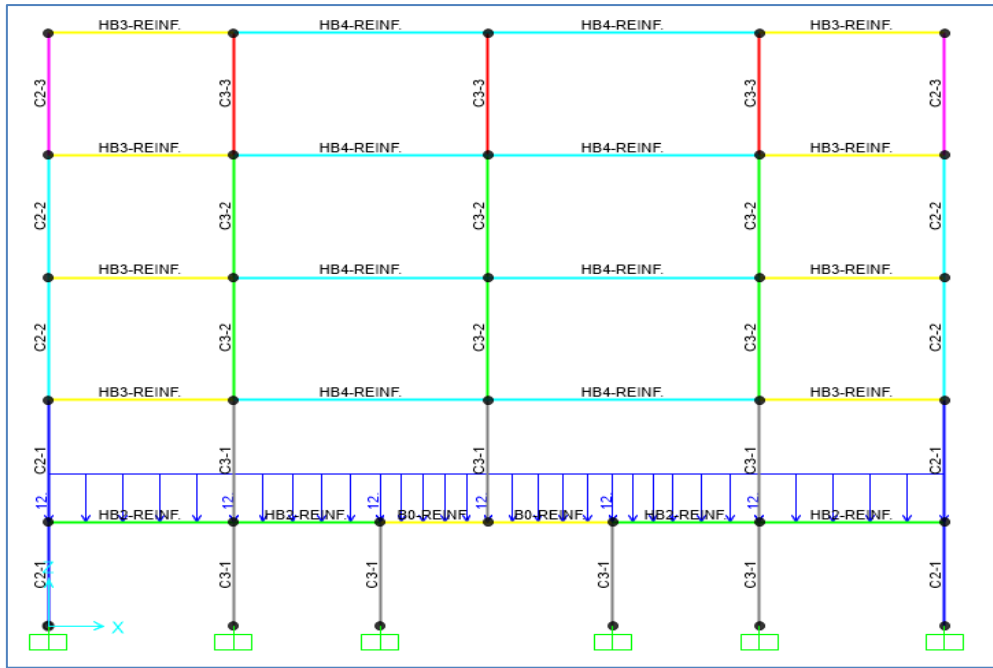 HB3-REINF. HB4-REINF. HB4-REINF. HB3-REINF.
C2-3 C3-3 C3-3 C3-3 C2-3
HB3-REINF. HB4-REINF. HB4-REINF. HB3-REINF.
C2-2 C3-2 C3-2 C3-2 C2-2
HB3-REINF. HB4-REINF. HB4-REINF. HB3-REINF.
C2-2 C3-2 C3-2 C3-2 C2-2
HB3-REINF. HB4-REINF. HB4-REINF. HB3-REINF.
C2-1 C3-1 C3-1 C3-1 C2-1
12. 12. 12. 12. 12. 12. 12.
HB2-REINF. HB2-REINF. B0-REINF. B0-REINF. HB2-REINF. HB2-REINF.
C2-1 C3-1 C3-1 C3-1 C3-1 C2-1
X